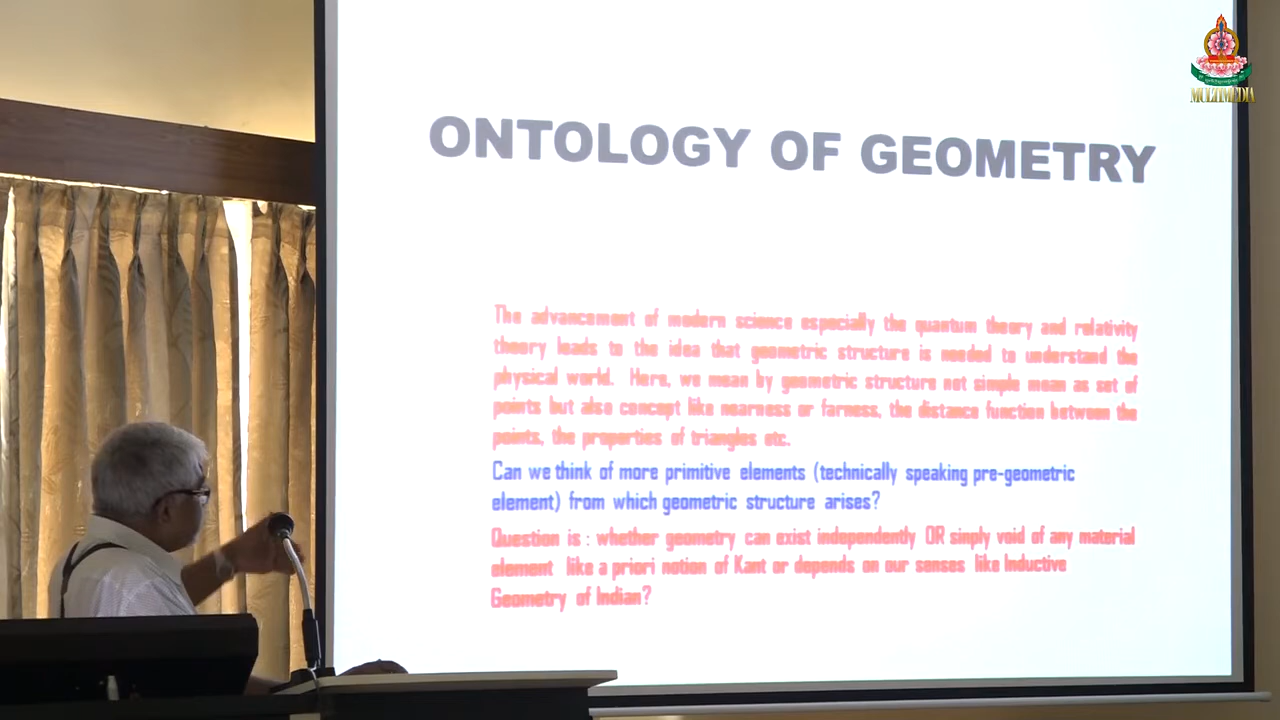 MULTIMEDIA
ONTOLOGY OF GEOMETRY
The advancement of modern science especially the quantum theory and relativity
theory leads to the idea that geometric structure is needed to understand the
physical world. Here, we mean by geometric structure not simple mean as set of
points but also concept like nearness or farness, the distance function between the
points, the properties of triangles etc.
Can we think of more primitive elements (technically speaking pre-geometric
element) from which geometric structure arises?
Question is : whether geometry can exist independently OR sinply void of any material
element like a priori notion of Kant or depends on our senses like Inductive
Geometry of Indian?